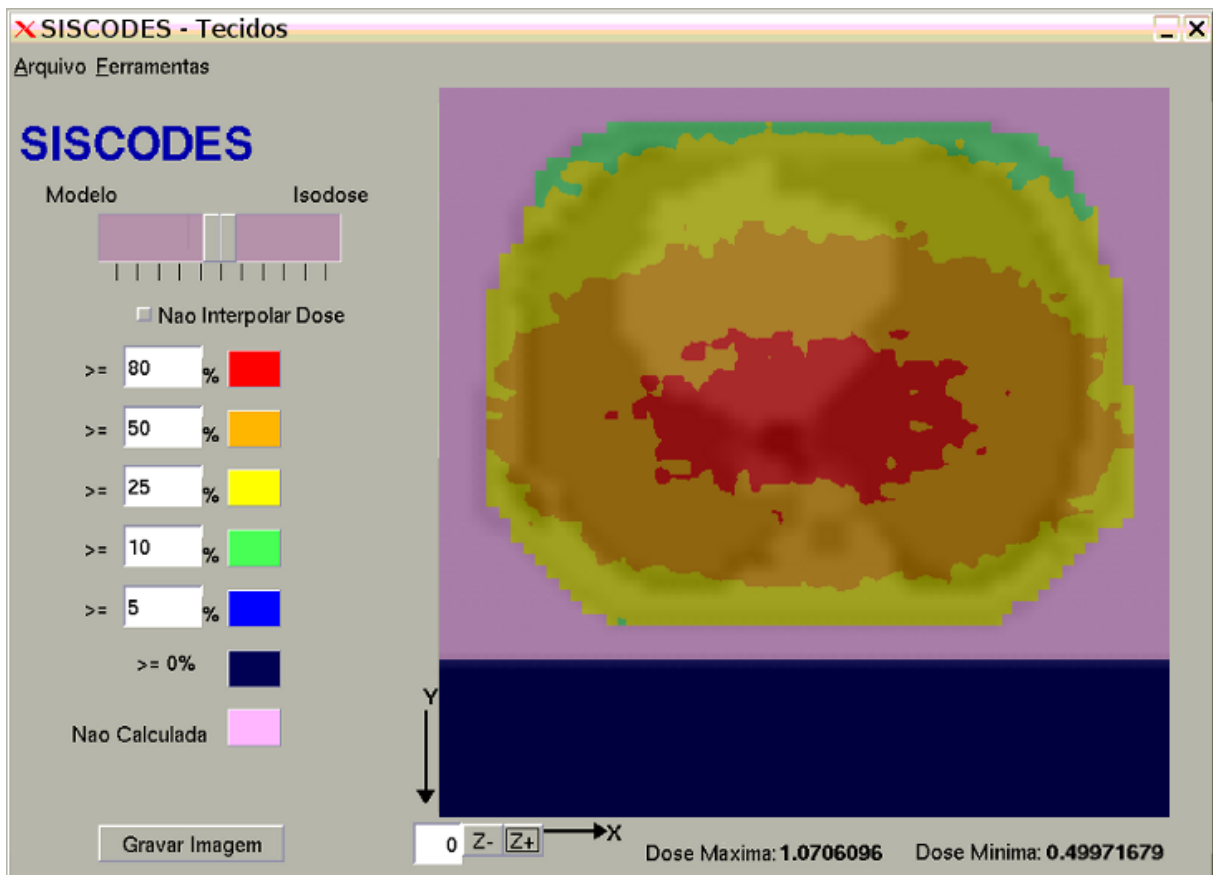 SISCODES - Tecidos
Arquivo Ferramentas
SISCODES
Modelo Isodose
Nao Interpolar Dose
>= 80 %
>= 50 %
>= 25 %
>= 10 %
>= 5 %
>= 0%
Nao Calculada
Y
Gravar Imagem
0 Z- Z+ X
Dose Maxima: 1.0706096 Dose Minima: 0.49971679